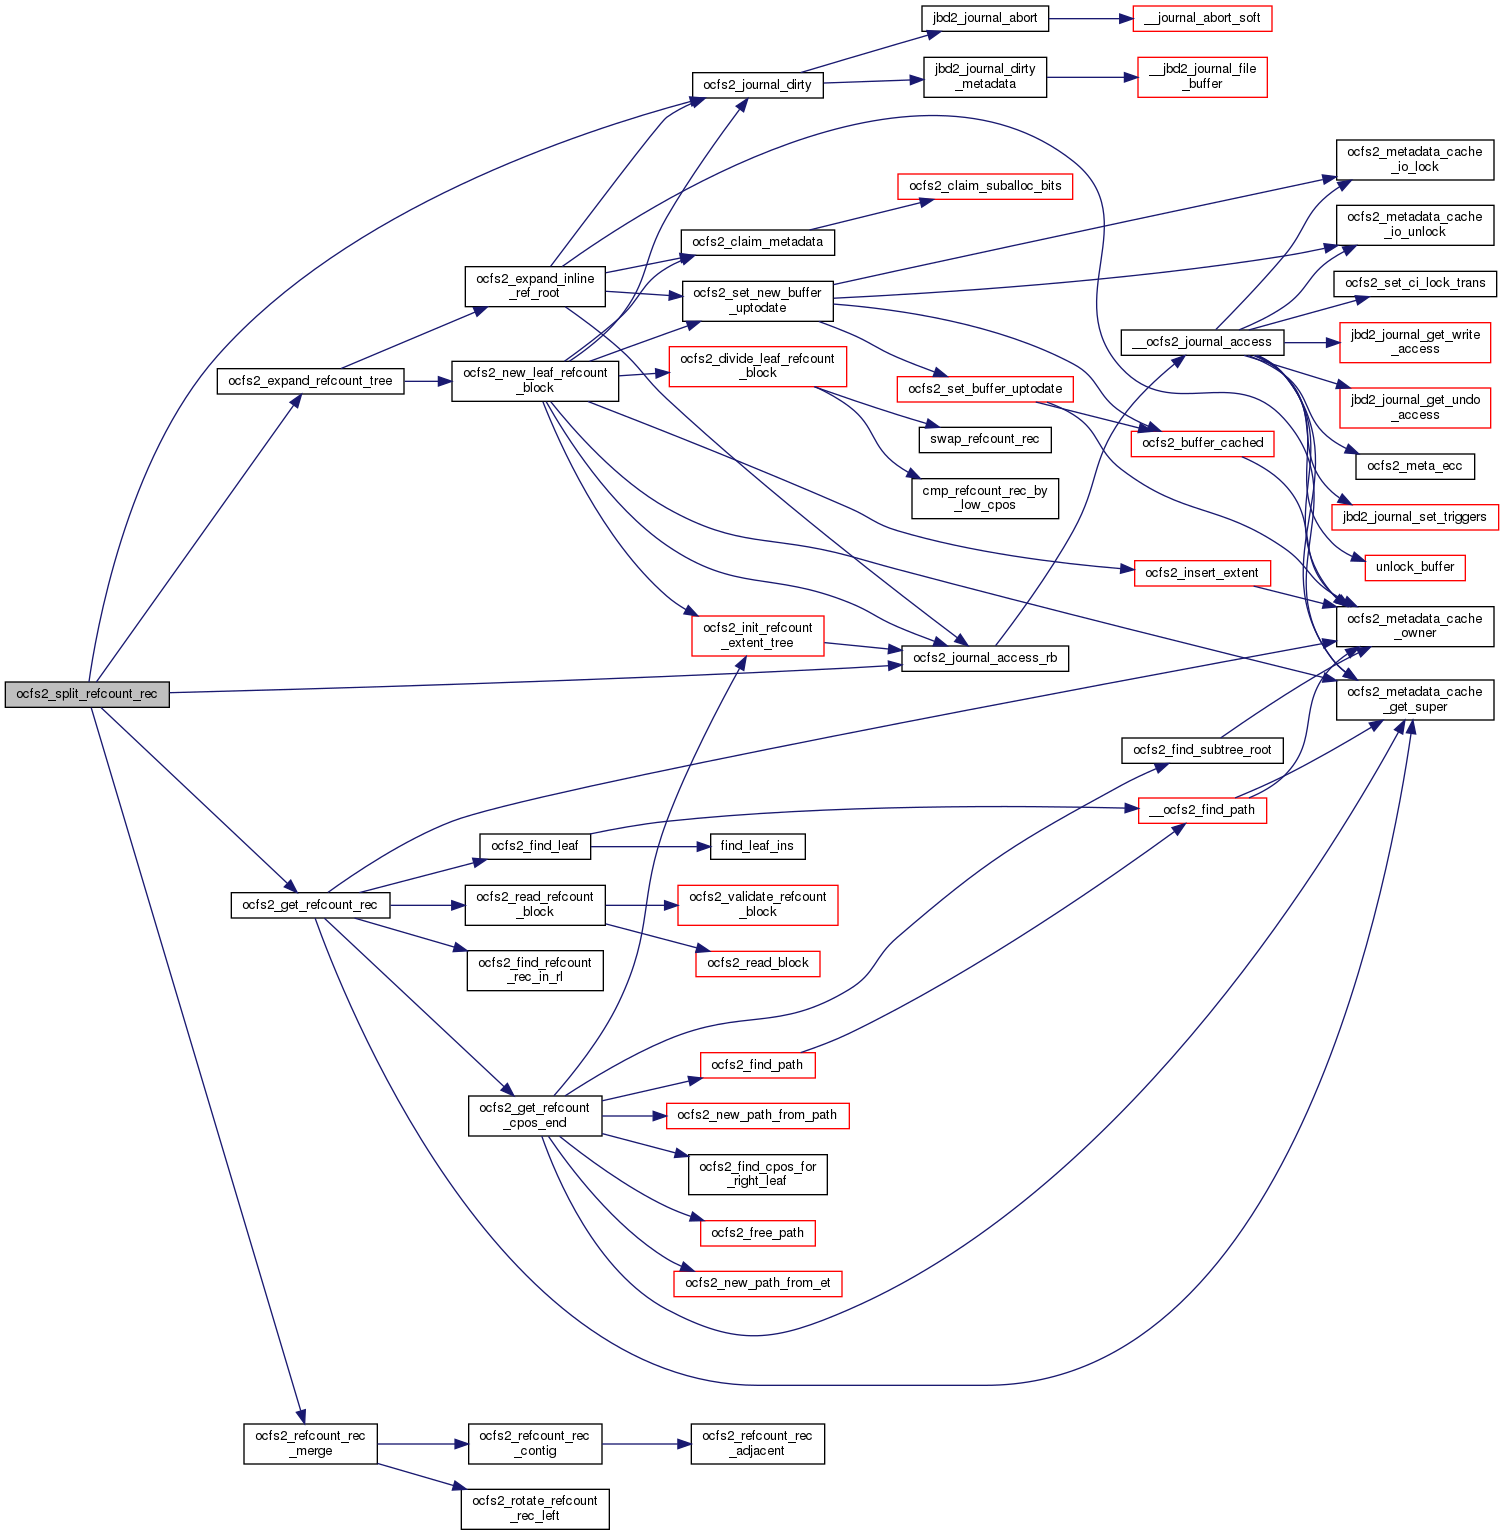 jbd2_journal_abort
__journal_abort_soft
jbd2_journal_dirty
_metadata
__jbd2_journal_file
_buffer
ocfs2_journal_dirty
ocfs2_metadata_cache
_io_lock
ocfs2_claim_suballoc_bits
ocfs2_metadata_cache
_io_unlock
ocfs2_claim_metadata
ocfs2_expand_inline
_ref_root
ocfs2_set_new_buffer
_uptodate
ocfs2_set_ci_lock_trans
__ocfs2_journal_access
jbd2_journal_get_write
_access
ocfs2_expand_refcount_tree
ocfs2_new_leaf_refcount
_block
ocfs2_divide_leaf_refcount
_block
ocfs2_set_buffer_uptodate
jbd2_journal_get_undo
_access
swap_refcount_rec
ocfs2_buffer_cached
ocfs2_meta_ecc
cmp_refcount_rec_by
_low_cpos
jbd2_journal_set_triggers
ocfs2_insert_extent
unlock_buffer
ocfs2_init_refcount
_extent_tree
ocfs2_metadata_cache
_owner
ocfs2_journal_access_rb
ocfs2_split_refcount_rec
ocfs2_metadata_cache
_get_super
ocfs2_find_subtree_root
__ocfs2_find_path
ocfs2_find_leaf
find_leaf_ins
ocfs2_get_refcount_rec
ocfs2_read_refcount
_block
ocfs2_validate_refcount
_block
ocfs2_find_refcount
_rec_in_rl
ocfs2_read_block
ocfs2_find_path
ocfs2_get_refcount
_cpos_end
ocfs2_new_path_from_path
ocfs2_find_cpos_for
_right_leaf
ocfs2_free_path
ocfs2_new_path_from_et
ocfs2_refcount_rec
_merge
ocfs2_refcount_rec
_contig
ocfs2_refcount_rec
_adjacent
ocfs2_rotate_refcount
_rec_left